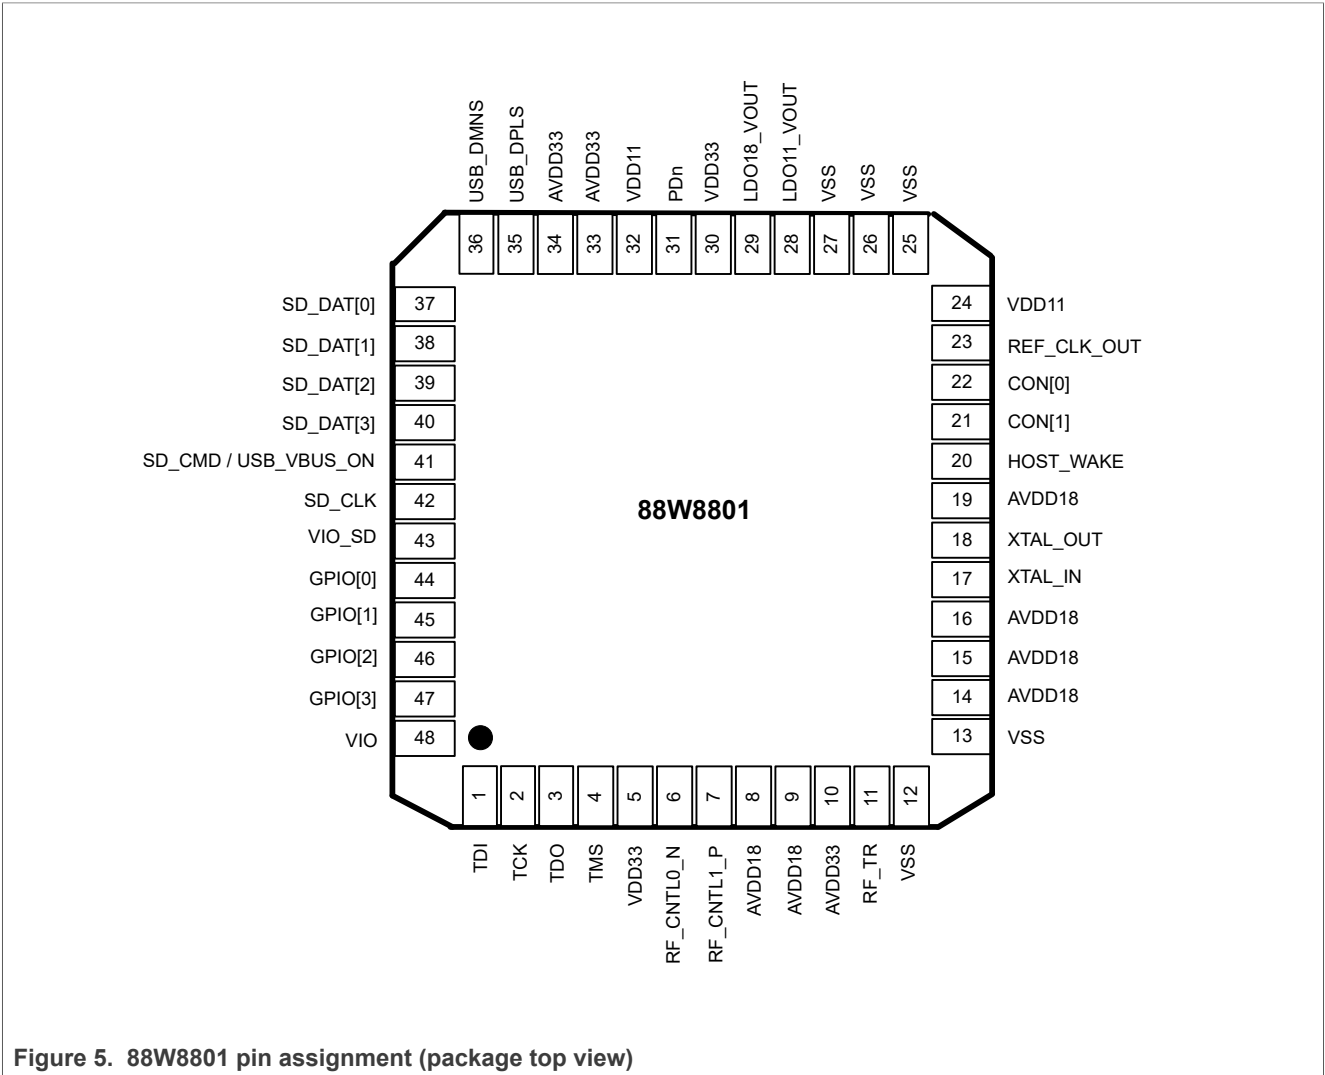 USB_DMNS
USB_DPLS
AVDD33
AVDD33
VDD11
PDn
VDD33
LDO18_VOUT
LDO11_VOUT
VSS
VSS
VSS
36
35
34
33
32
31
30
29
28
27
26
25
SD_DAT[0] 37
SD_DAT[1] 38
SD_DAT[2] 39
SD_DAT[3] 40
SD_CMD / USB_VBUS_ON 41
SD_CLK 42
VIO_SD 43
GPIO[0] 44
GPIO[1] 45
GPIO[2] 46
GPIO[3] 47
VIO 48
88W8801
24 VDD11
23 REF_CLK_OUT
22 CON[0]
21 CON[1]
20 HOST_WAKE
19 AVDD18
18 XTAL_OUT
17 XTAL_IN
16 AVDD18
15 AVDD18
14 AVDD18
13 VSS
1
2
3
4
5
6
7
8
9
10
11
12
TDI
TCK
TDO
TMS
VDD33
RF_CNTL0_N
RF_CNTL1_P
AVDD18
AVDD18
AVDD33
RF_TR
VSS
Figure 5. 88W8801 pin assignment (package top view)